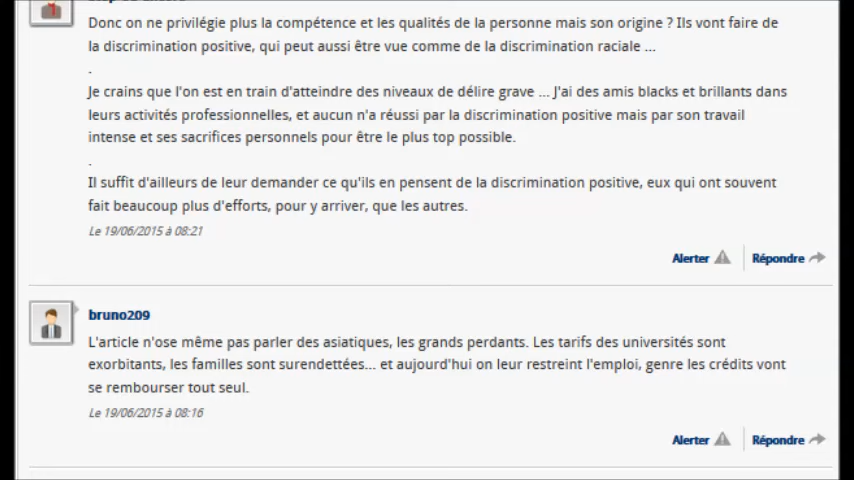 Donc on ne privilégie plus la compétence et les qualités de la personne mais son origine ? Ils vont faire de
la discrimination positive, qui peut aussi être vue comme de la discrimination raciale ...
.
Je crains que l'on est en train d'atteindre des niveaux de délire grave ... J'ai des amis blacks et brillants dans
leurs activités professionnelles, et aucun n'a réussi par la discrimination positive mais par son travail
intense et ses sacrifices personnels pour être le plus top possible.
.
Il suffit d'ailleurs de leur demander ce qu'ils en pensent de la discrimination positive, eux qui ont souvent
fait beaucoup plus d'efforts, pour y arriver, que les autres.
Le 19/06/2015 à 08:21
Alerter Répondre
bruno209
L'article n'ose même pas parler des asiatiques, les grands perdants. Les tarifs des universités sont
exorbitants, les familles sont surendettées... et aujourd'hui on leur restreint l'emploi, genre les crédits vont
se rembourser tout seul.
Le 19/06/2015 à 08:16
Alerter Répondre